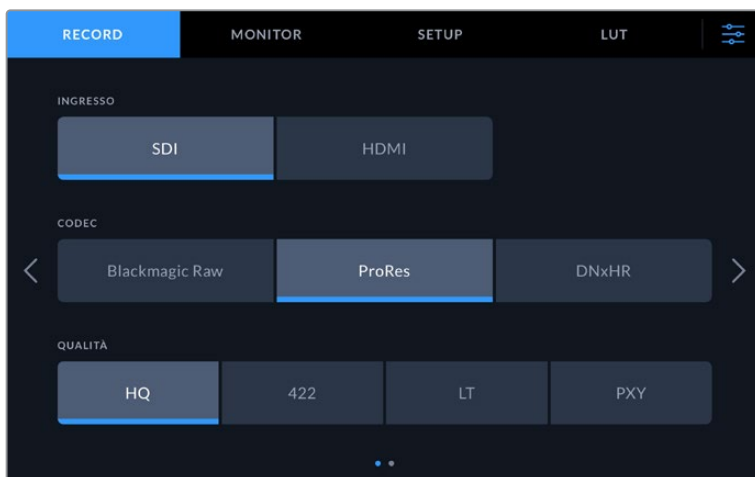 RECORD MONITOR SETUP LUT
INGRESSO
SDI HDMI
CODEC
Blackmagic Raw ProRes DNxHR
QUALITÀ
HQ 422 LT PXY